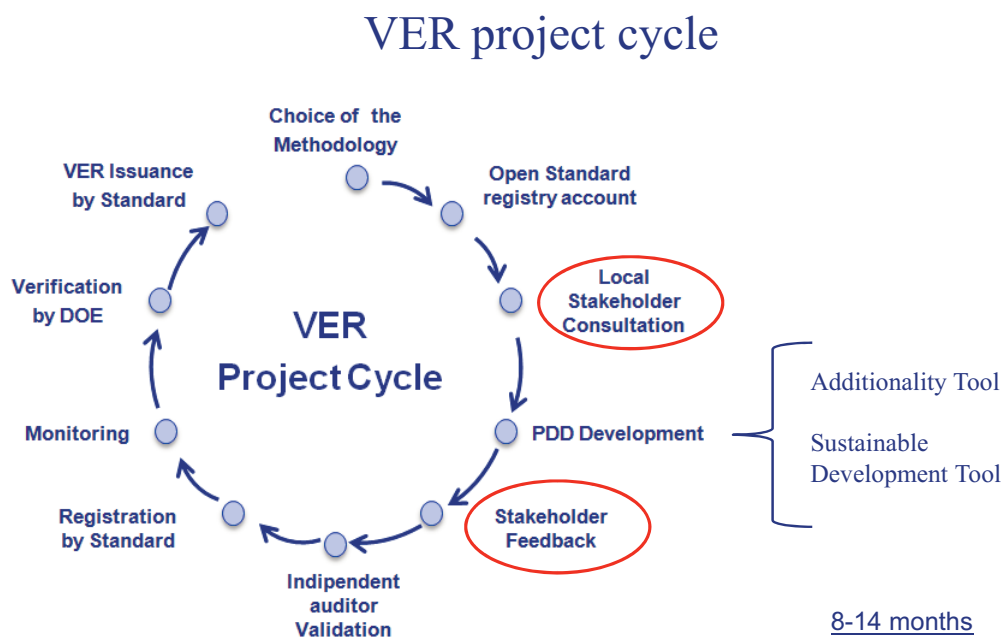 VER project cycle
Choice of the
Methodology
Open Standard
registry account
Local
Stakeholder
Consultation
PDD Development
Additionality Tool
Sustainable
Development Tool
Stakeholder
Feedback
Indipendent
auditor
Validation
Registration
by Standard
Monitoring
Verification
by DOE
VER Issuance
by Standard
VER
Project Cycle
8-14 months